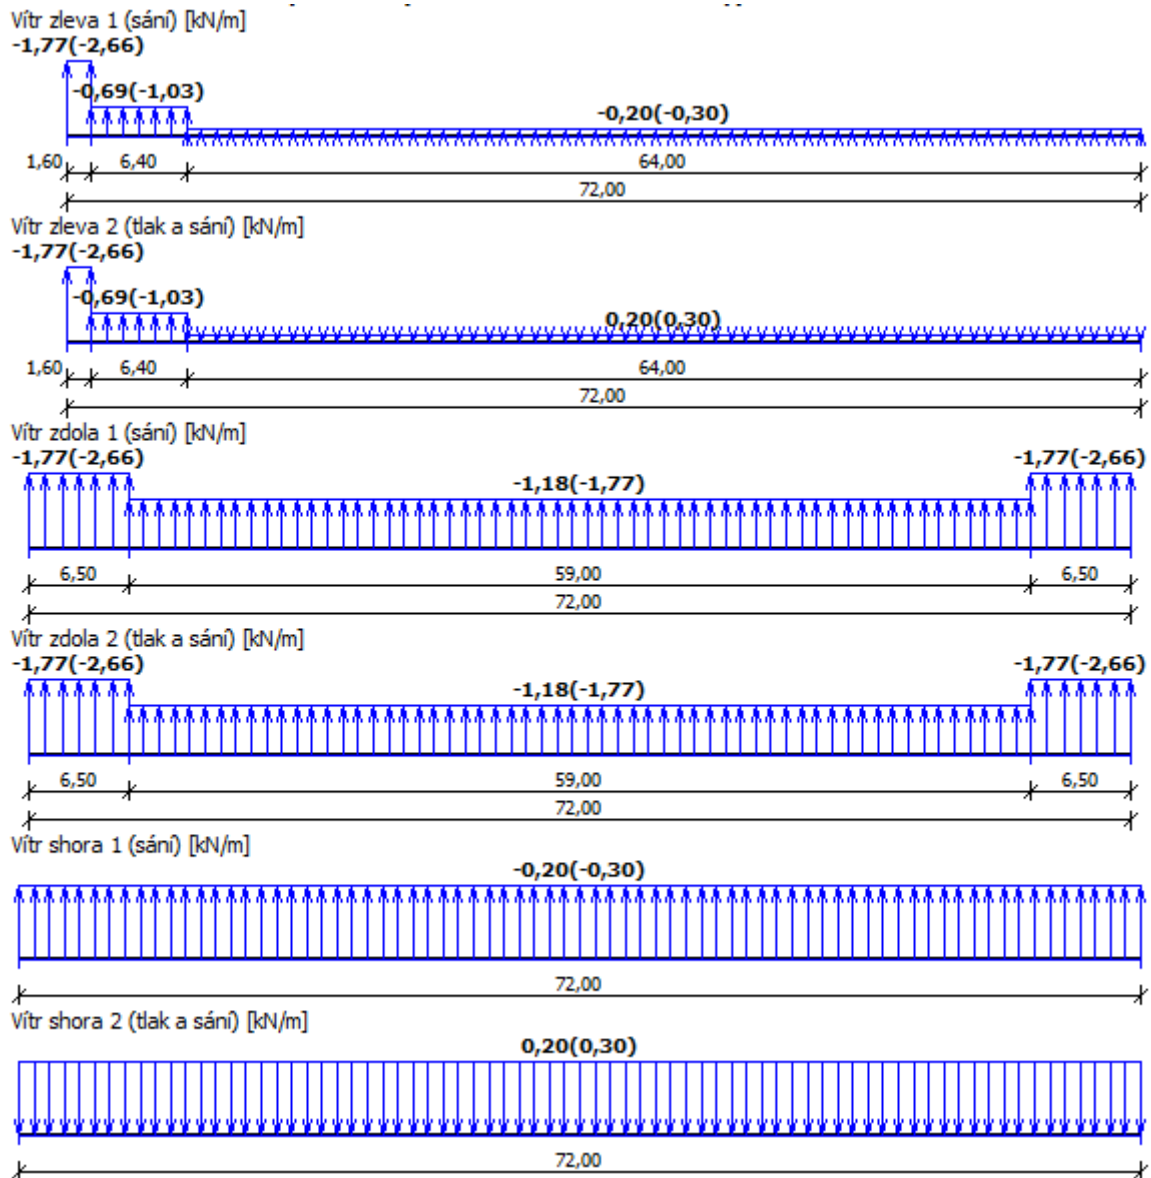 Vítr zleva 1 (sání) [kN/m]
-1,77(-2,66)
-0,69(-1,03)
-0,20(-0,30)
1,60 6,40 64,00
72,00
Vítr zleva 2 (tlak a sání) [kN/m]
-1,77(-2,66)
-0,69(-1,03)
0,20(0,30)
1,60 6,40 64,00
72,00
Vítr zdola 1 (sání) [kN/m]
-1,77(-2,66) -1,77(-2,66)
-1,18(-1,77)
6,50 59,00 6,50
72,00
Vítr zdola 2 (tlak a sání) [kN/m]
-1,77(-2,66) -1,77(-2,66)
-1,18(-1,77)
6,50 59,00 6,50
72,00
Vítr shora 1 (sání) [kN/m]
-0,20(-0,30)
72,00
Vítr shora 2 (tlak a sání) [kN/m]
0,20(0,30)
72,00